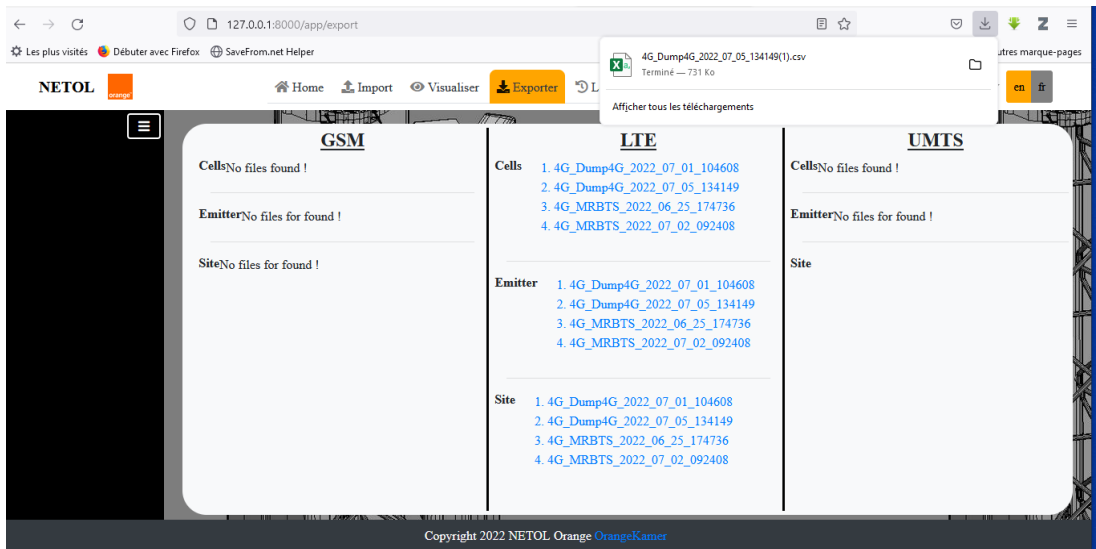 127.0.0.1:8000/app/export
Les plus visités Débuter avec Firefox SaveFrom.net Helper
utres marque-pages
4G_Dump4G_2022_07_05_134149(1).csv
Terminé — 731 Ko
Afficher tous les téléchargements
NETOL orange Home Import Visualiser Exporter L en fr
GSM
Cells No files found !
Emitter No files for found !
Site No files for found !
LTE
Cells
1. 4G_Dump4G_2022_07_01_104608
2. 4G_Dump4G_2022_07_05_134149
3. 4G_MRBTS_2022_06_25_174736
4. 4G_MRBTS_2022_07_02_092408
Emitter
1. 4G_Dump4G_2022_07_01_104608
2. 4G_Dump4G_2022_07_05_134149
3. 4G_MRBTS_2022_06_25_174736
4. 4G_MRBTS_2022_07_02_092408
Site
1. 4G_Dump4G_2022_07_01_104608
2. 4G_Dump4G_2022_07_05_134149
3. 4G_MRBTS_2022_06_25_174736
4. 4G_MRBTS_2022_07_02_092408
UMTS
Cells No files found !
Emitter No files for found !
Site
Copyright 2022 NETOL Orange OrangeKamer